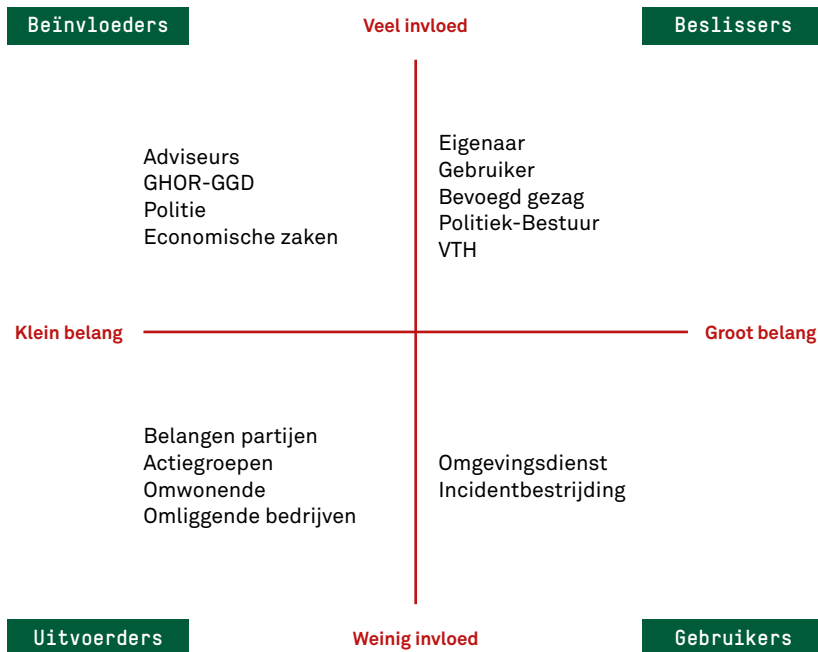 Beïnvloeders
Veel invloed
Beslissers
Adviseurs
GHOR-GGD
Politie
Economische zaken
Eigenaar
Gebruiker
Bevoegd gezag
Politiek-Bestuur
VTH
Klein belang
Groot belang
Belangen partijen
Actiegroepen
Omwonende
Omliggende bedrijven
Omgevingsdienst
Incidentbestrijding
Uitvoerders
Weinig invloed
Gebruikers